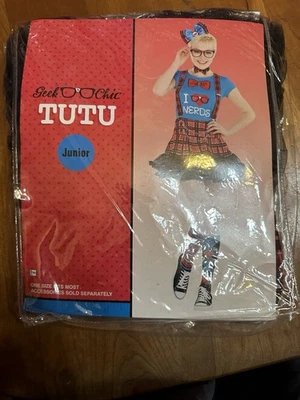 Geek Chic
TUTU
Junior
I
NERDS
ONE SIZE FITS MOST
ACCESSORIES SOLD SEPARATELY